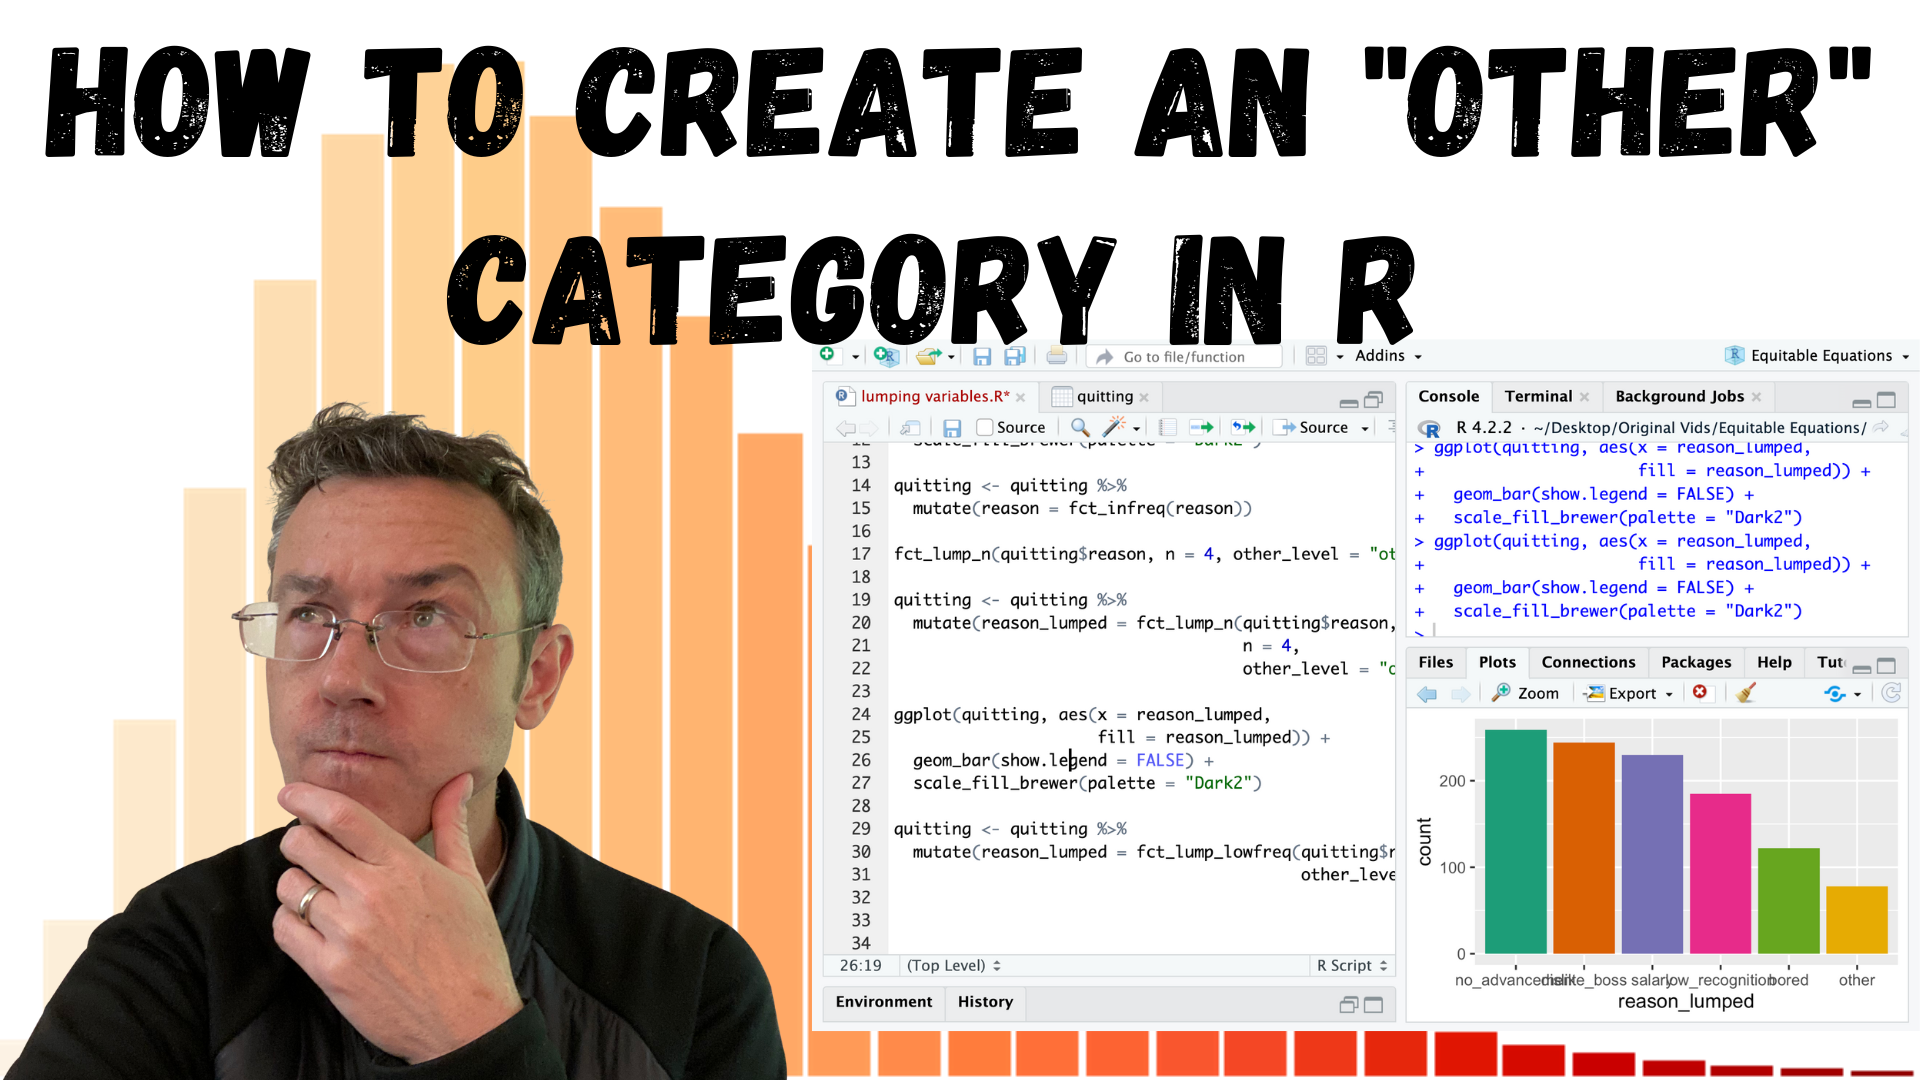 HOW TO CREATE AN "OTHER"
CATEGORY IN R
Go to file/function
Addins
Equitable Equations
lumping variables.R*
quitting
Source
Source
12 scale_fill_brewer(palette = "Dark2")
13
14 quitting <- quitting %>%
15 mutate(reason = fct_infreq(reason))
16
17 fct_lump_n(quitting$reason, n = 4, other_level = "ot
18
19 quitting <- quitting %>%
20 mutate(reason_lumped = fct_lump_n(quitting$reason,
21 n = 4,
22 other_level = "o
23
24 ggplot(quitting, aes(x = reason_lumped,
25 fill = reason_lumped)) +
26 geom_bar(show.legend = FALSE) +
27 scale_fill_brewer(palette = "Dark2")
28
29 quitting <- quitting %>%
30 mutate(reason_lumped = fct_lump_lowfreq(quitting$r
31 other_leve
32
33
34
26:19 (Top Level) R Script
Environment History
Console Terminal Background Jobs
R 4.2.2 · ~/Desktop/Original Vids/Equitable Equations/
> ggplot(quitting, aes(x = reason_lumped,
+ fill = reason_lumped)) +
+ geom_bar(show.legend = FALSE) +
+ scale_fill_brewer(palette = "Dark2")
> ggplot(quitting, aes(x = reason_lumped,
+ fill = reason_lumped)) +
+ geom_bar(show.legend = FALSE) +
+ scale_fill_brewer(palette = "Dark2")
>
Files Plots Connections Packages Help Tut
Zoom Export
200
100
0
count
no_advancement dislike_boss salary low_recognition bored other
reason_lumped